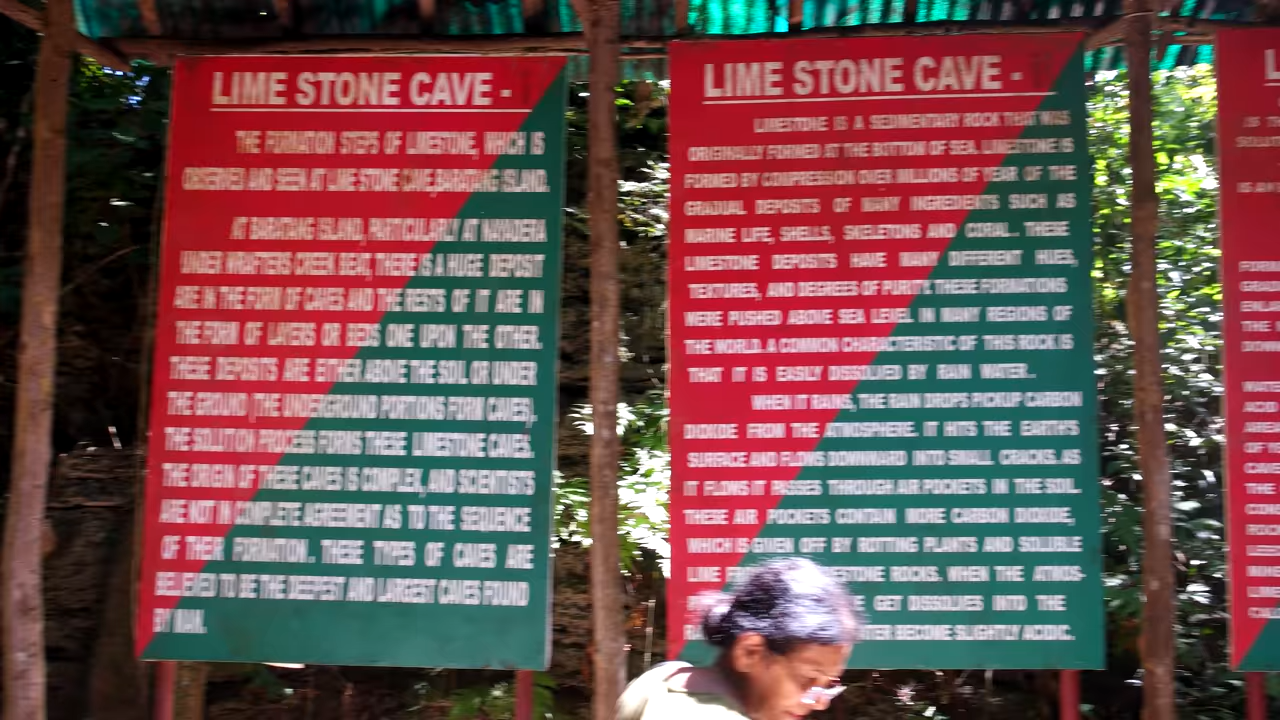 LIME STONE CAVE -
THE FORMATION STEPS OF LIMESTONE, WHICH IS
OBSERVED AND SEEN AT LIME STONE CAVE, BARATANG ISLAND.
AT BARATANG ISLAND, PARTICULARLY AT NAYADERA
UNDER WRAFTERS CREEK BEAT, THERE IS A HUGE DEPOSIT
ARE IN THE FORM OF CAVES AND THE RESTS OF IT ARE IN
THE FORM OF LAYERS OR BEDS ONE UPON THE OTHER.
THESE DEPOSITS ARE EITHER ABOVE THE SOIL OR UNDER
THE GROUND (THE UNDERGROUND PORTIONS FORM CAVES),
THE SOLUTION PROCESS FORMS THESE LIMESTONE CAVES.
THE ORIGIN OF THESE CAVES IS COMPLEX, AND SCIENTISTS
ARE NOT IN COMPLETE AGREEMENT AS TO THE SEQUENCE
OF THEIR FORMATION. THESE TYPES OF CAVES ARE
BELIEVED TO BE THE DEEPEST AND LARGEST CAVES FOUND
BY MAN.
LIME STONE CAVE -
LIMESTONE IS A SEDIMENTARY ROCK THAT WAS
ORIGINALLY FORMED AT THE BOTTOM OF SEA. LIMESTONE IS
FORMED BY COMPRESSION OVER MILLIONS OF YEAR OF THE
GRADUAL DEPOSITS OF MANY INGREDIENTS SUCH AS
MARINE LIFE, SHELLS, SKELETONS AND CORAL. THESE
LIMESTONE DEPOSITS HAVE MANY DIFFERENT HUES,
TEXTURES, AND DEGREES OF PURITY. THESE FORMATIONS
WERE PUSHED ABOVE SEA LEVEL IN MANY REGIONS OF
THE WORLD. A COMMON CHARACTERISTIC OF THIS ROCK IS
THAT IT IS EASILY DISSOLVED BY RAIN WATER.
WHEN IT RAINS, THE RAIN DROPS PICKUP CARBON
DIOXIDE FROM THE ATMOSPHERE. IT HITS THE EARTH'S
SURFACE AND FLOWS DOWNWARD INTO SMALL CRACKS. AS
IT FLOWS IT PASSES THROUGH AIR POCKETS IN THE SOIL.
THESE AIR POCKETS CONTAIN MORE CARBON DIOXIDE,
WHICH IS GIVEN OFF BY ROTTING PLANTS AND SOLUBLE
LIME ROCKS. WHEN THE ATMOS-
GET DISSOLVES INTO THE
BECOME SLIGHTLY ACIDIC.